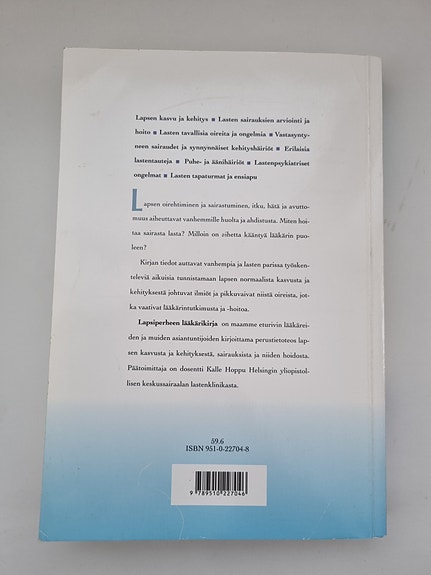 Lapsen kasvu ja kehitys ■ Lasten sairauksien arviointi ja
hoito ■ Lasten tavallisia oireita ja ongelmia ■ Vastasynty-
neen sairaudet ja synnynnäiset kehityshäiriöt ■ Erilaisia
lastentauteja ■ Puhe- ja äänihäiriöt ■ Lastenpsykiatriset
ongelmat ■ Lasten tapaturmat ja ensiapu
Lapsen oirehtiminen ja sairastuminen, itku, hätä ja avutto-
muus aiheuttavat vanhemmille huolta ja ahdistusta. Miten hoi-
taa sairasta lasta? Milloin on aihetta kääntyä lääkärin puo-
leen?
Kirjan tiedot auttavat vanhempia ja lasten parissa työsken-
televiä aikuisia tunnistamaan lapsen normaalista kasvusta ja
kehityksestä johtuvat ilmiöt ja pikkuvaivat niistä oireista, jot-
ka vaativat lääkärintutkimusta ja -hoitoa.
Lapsiperheen lääkärikirja on maamme eturivin lääkärei-
den ja muiden asiantuntijoiden kirjoittama perustietoteos lap-
sen kasvusta ja kehityksestä, sairauksista ja niiden hoidosta.
Päätoimittaja on dosentti Kalle Hoppu Helsingin yliopistol-
lisen keskussairaalan lastenklinikasta.
59.6
ISBN 951-0-22704-8
9 789510 227046